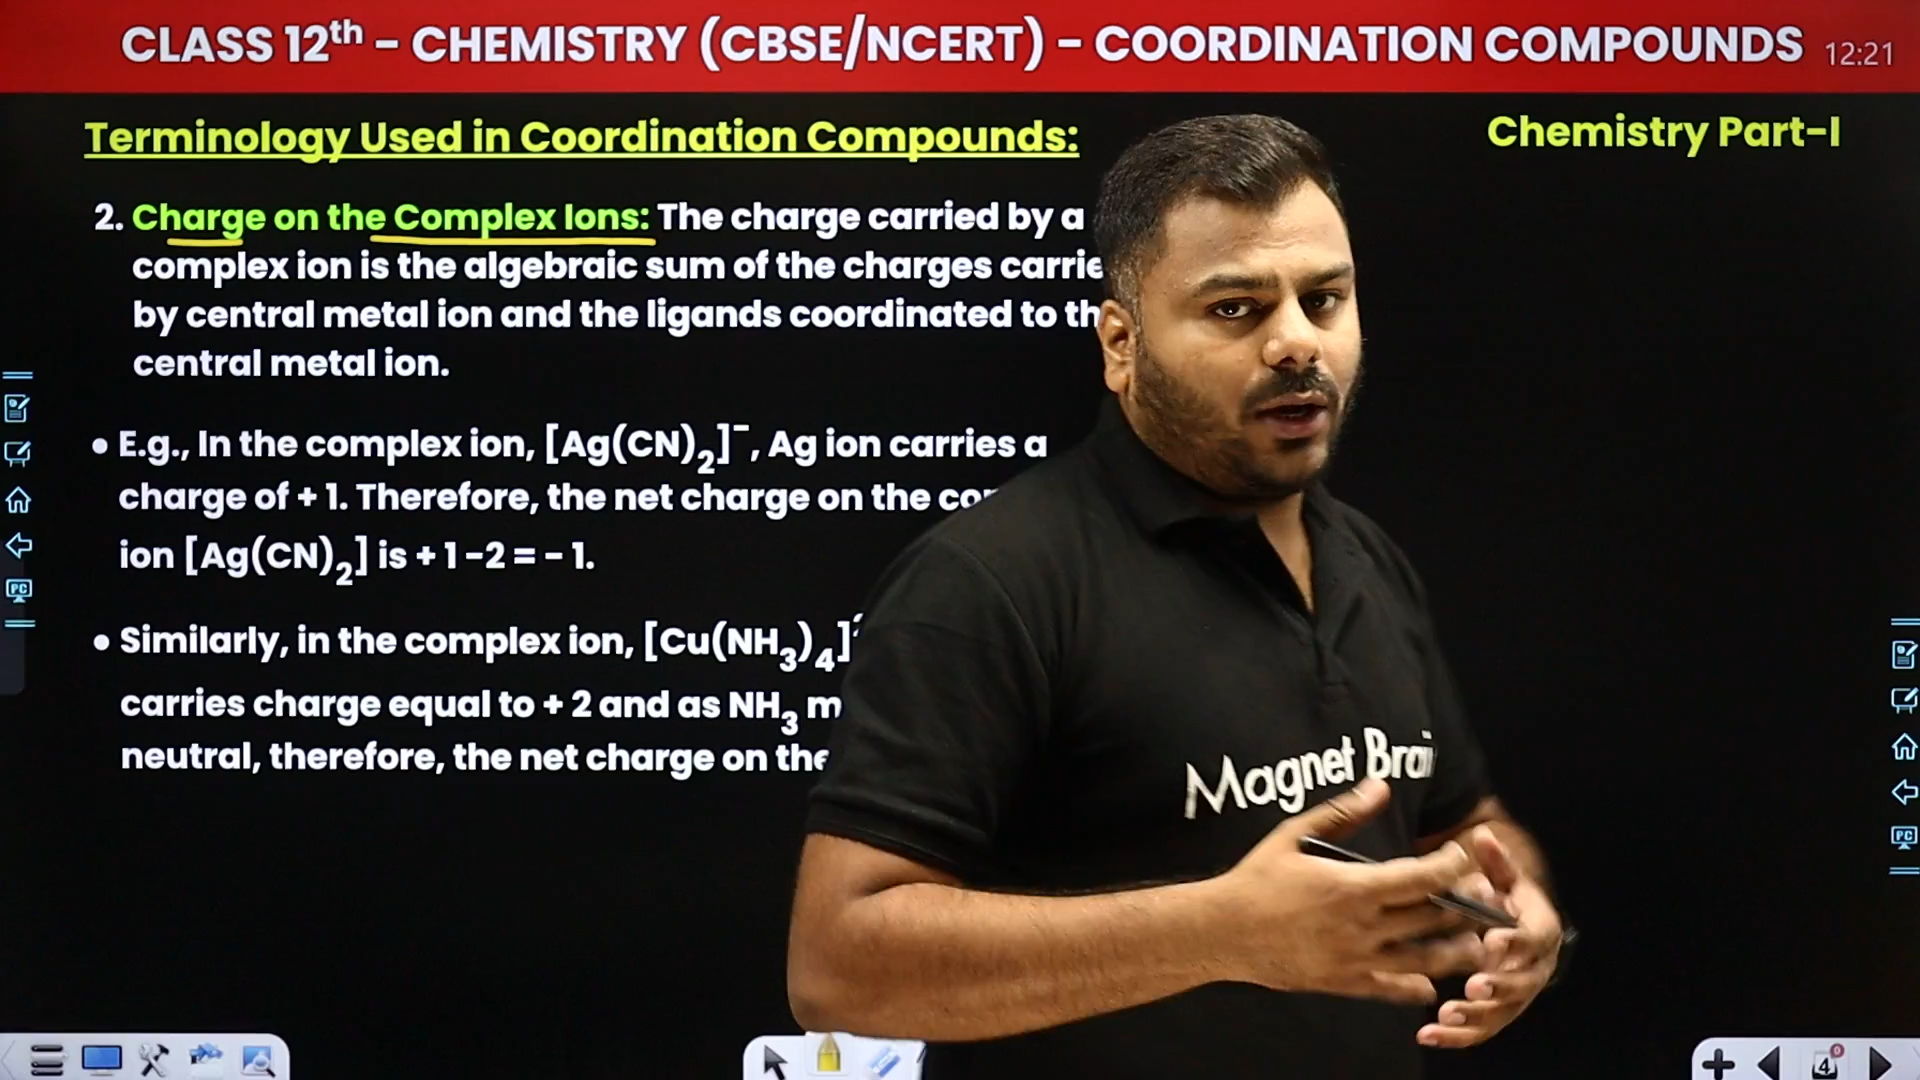 CLASS 12th – CHEMISTRY (CBSE/NCERT) – COORDINATION COMPOUNDS 12:21
Terminology Used in Coordination Compounds:
Chemistry Part-I
2. Charge on the Complex Ions: The charge carried by a
complex ion is the algebraic sum of the charges
by central metal ion and the ligands coordinated to
central metal ion.
• E.g., In the complex ion, [Ag(CN)₂]⁻, Ag ion carries a
charge of + 1. Therefore, the net charge on the
ion [Ag(CN)₂] is + 1 –2 = – 1.
• Similarly, in the complex ion, [Cu(NH₃)₄]
carries charge equal to + 2 and as NH₃
neutral, therefore, the net charge on
Magnet
PC
PC
4
0